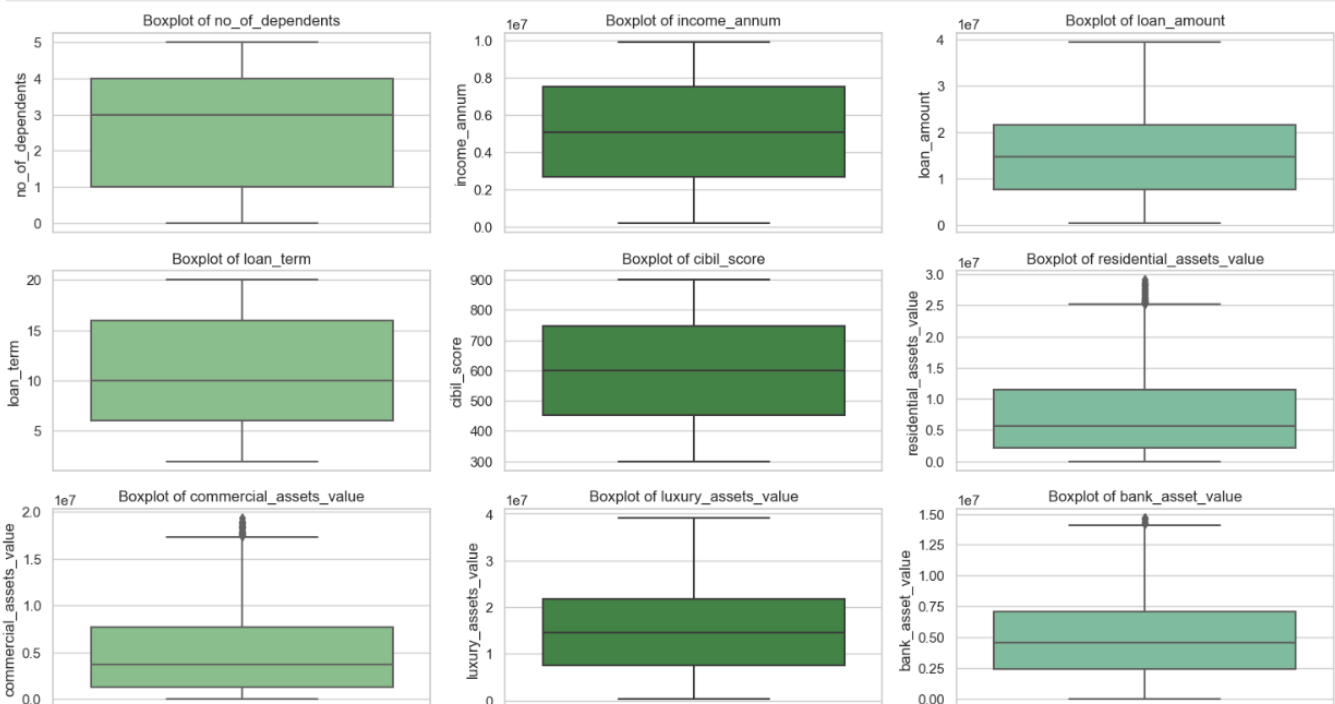 Boxplot of no_of_dependents
no_of_dependents
5
4
3
2
1
0
Boxplot of income_annum
1e7
income_annum
1.0
0.8
0.6
0.4
0.2
0.0
Boxplot of loan_amount
1e7
loan_amount
4
3
2
1
0
Boxplot of loan_term
loan_term
20
15
10
5
Boxplot of cibil_score
cibil_score
900
800
700
600
500
400
300
Boxplot of residential_assets_value
1e7
residential_assets_value
3.0
2.5
2.0
1.5
1.0
0.5
0.0
Boxplot of commercial_assets_value
1e7
commercial_assets_value
2.0
1.5
1.0
0.5
0.0
Boxplot of luxury_assets_value
1e7
luxury_assets_value
4
3
2
1
0
Boxplot of bank_asset_value
1e7
bank_asset_value
1.50
1.25
1.00
0.75
0.50
0.25
0.00